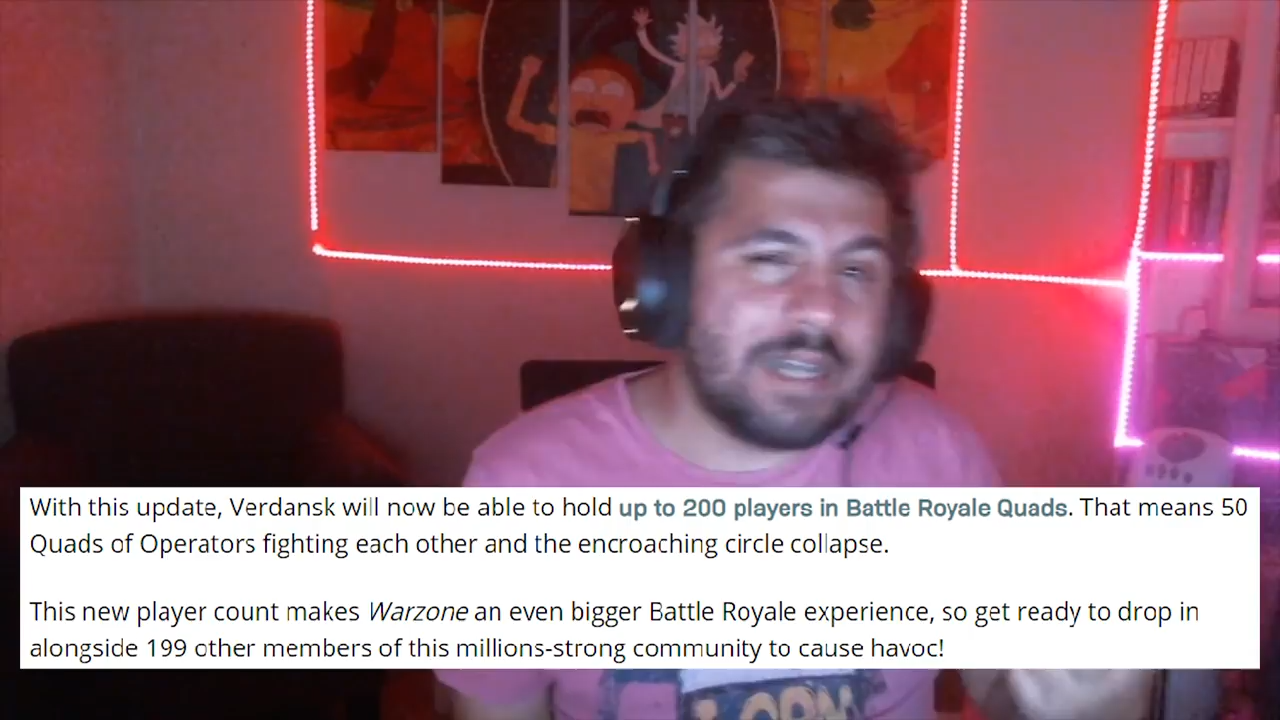 With this update, Verdansk will now be able to hold up to 200 players in Battle Royale Quads. That means 50
Quads of Operators fighting each other and the encroaching circle collapse.
This new player count makes Warzone an even bigger Battle Royale experience, so get ready to drop in
alongside 199 other members of this millions-strong community to cause havoc!